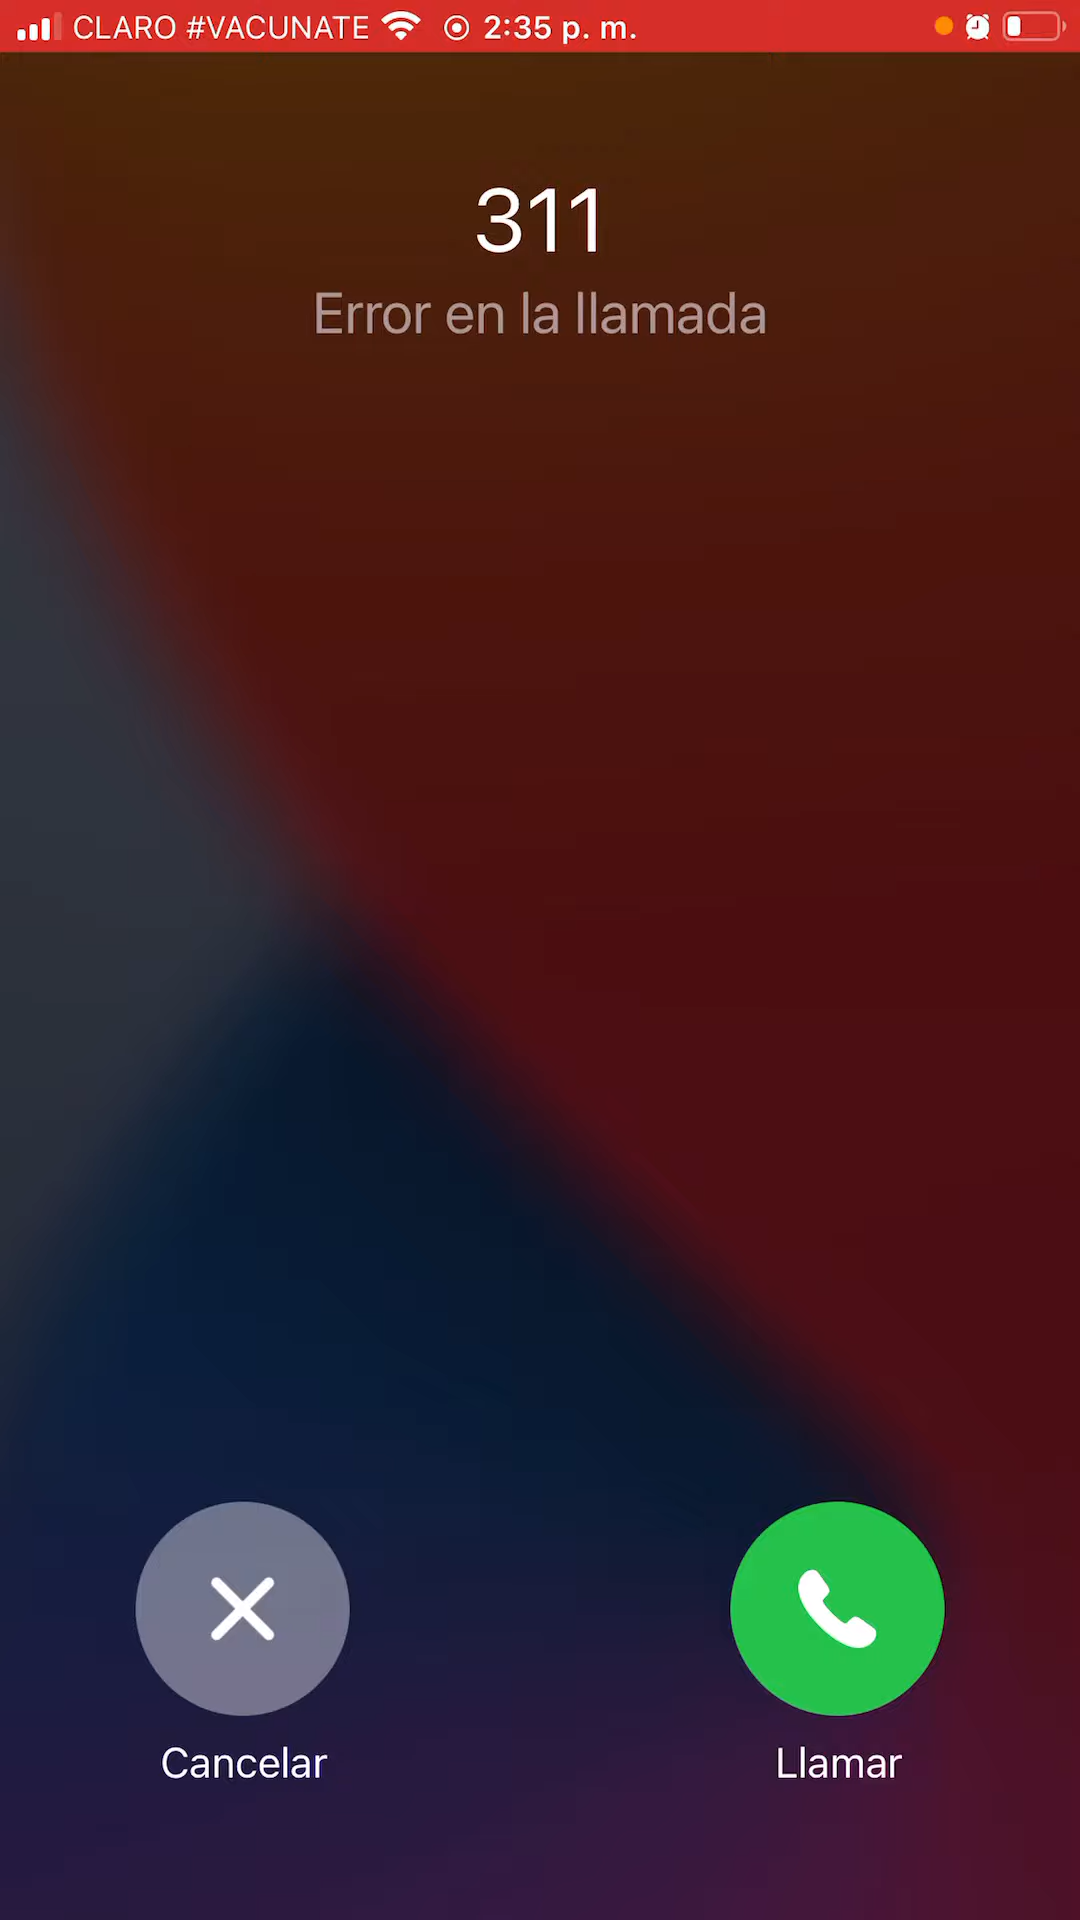 CLARO #VACUNATE 2:35 p. m.
311
Error en la llamada
Cancelar
Llamar